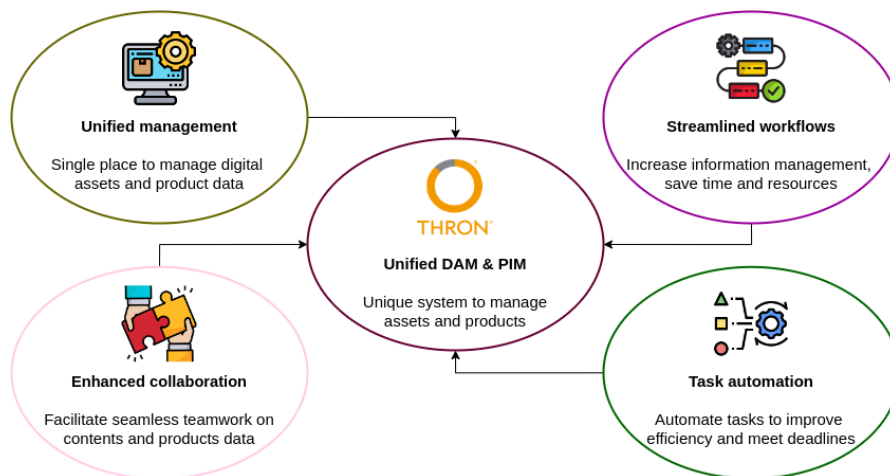 Unified management
Single place to manage digital
assets and product data
Streamlined workflows
Increase information management,
save time and resources
THRON®
Unified DAM & PIM
Unique system to manage
assets and products
Enhanced collaboration
Facilitate seamless teamwork on
contents and products data
Task automation
Automate tasks to improve
efficiency and meet deadlines